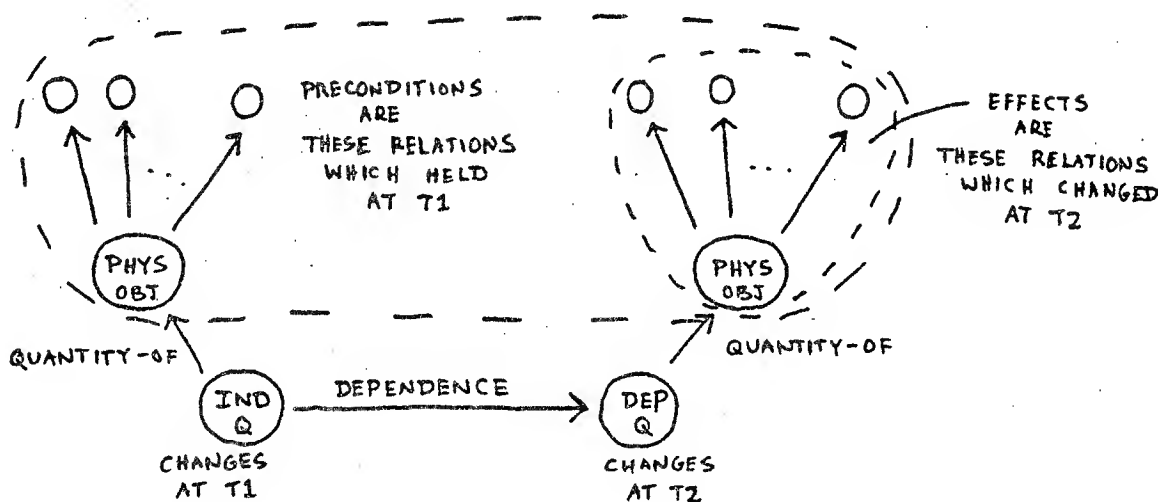 PRECONDITIONS
ARE
THESE RELATIONS
WHICH HELD
AT T1
EFFECTS
ARE
THESE RELATIONS
WHICH CHANGED
AT T2
....
....
PHYS
OBJ
PHYS
OBJ
QUANTITY-OF
QUANTITY-OF
IND
Q
DEPENDENCE
DEP
Q
CHANGES
AT T1
CHANGES
AT T2